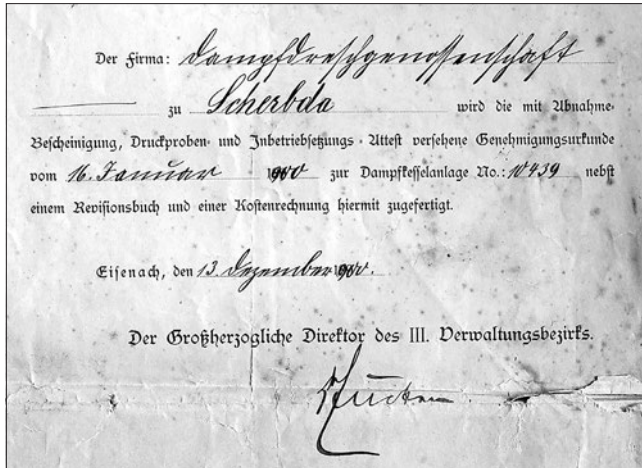 Der Firma: Dampfdreschgenossenschaft
zu Scherbda wird die mit Abnahme-
Bescheinigung, Druckproben- und Inbetriebsetzungs-Attest versehene Genehmigungsurkunde
vom 16. Januar 1900 zur Dampfkesselanlage No.: 10439 nebst
einem Revisionsbuch und einer Kostenrechnung hiermit zugefertigt.
Eisenach, den 13. Dezember 1900.
Der Großherzogliche Direktor des III. Verwaltungsbezirks.